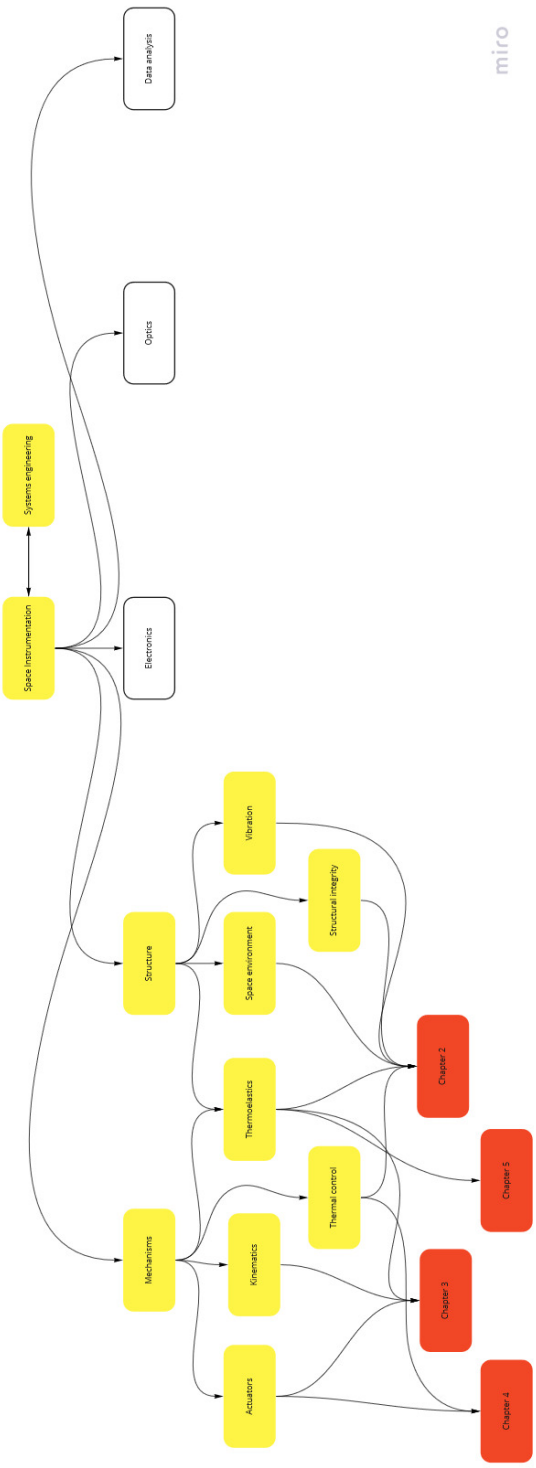 Systems engineering
Space Instrumentation
Mechanisms
Structure
Electronics
Optics
Data analysis
Actuators
Kinematics
Thermal control
Thermoelastics
Space environment
Structural integrity
Vibration
Chapter 4
Chapter 3
Chapter 5
Chapter 2
miro